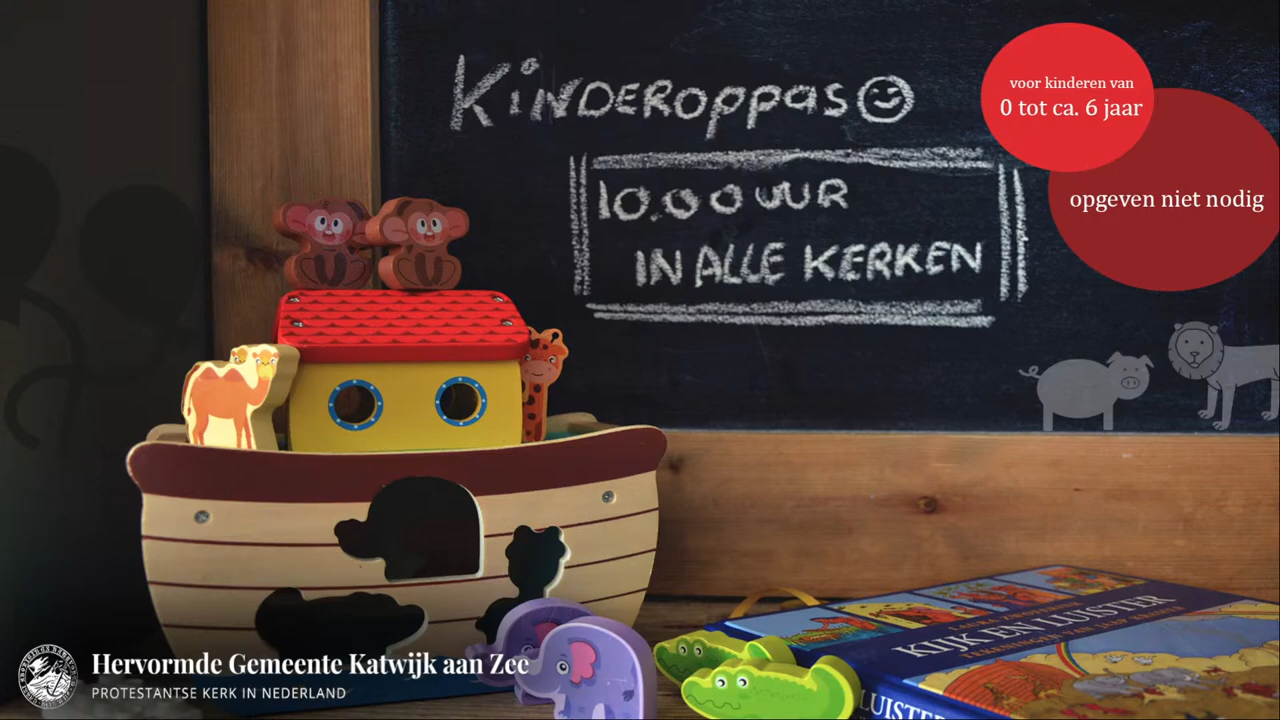 Kinderoppas
10.00 uur
in alle kerken
voor kinderen van
0 tot ca. 6 jaar
opgeven niet nodig
KIJK EN LUISTER
LUISTER
Hervormde Gemeente Katwijk aan Zee
PROTESTANTSE KERK IN NEDERLAND